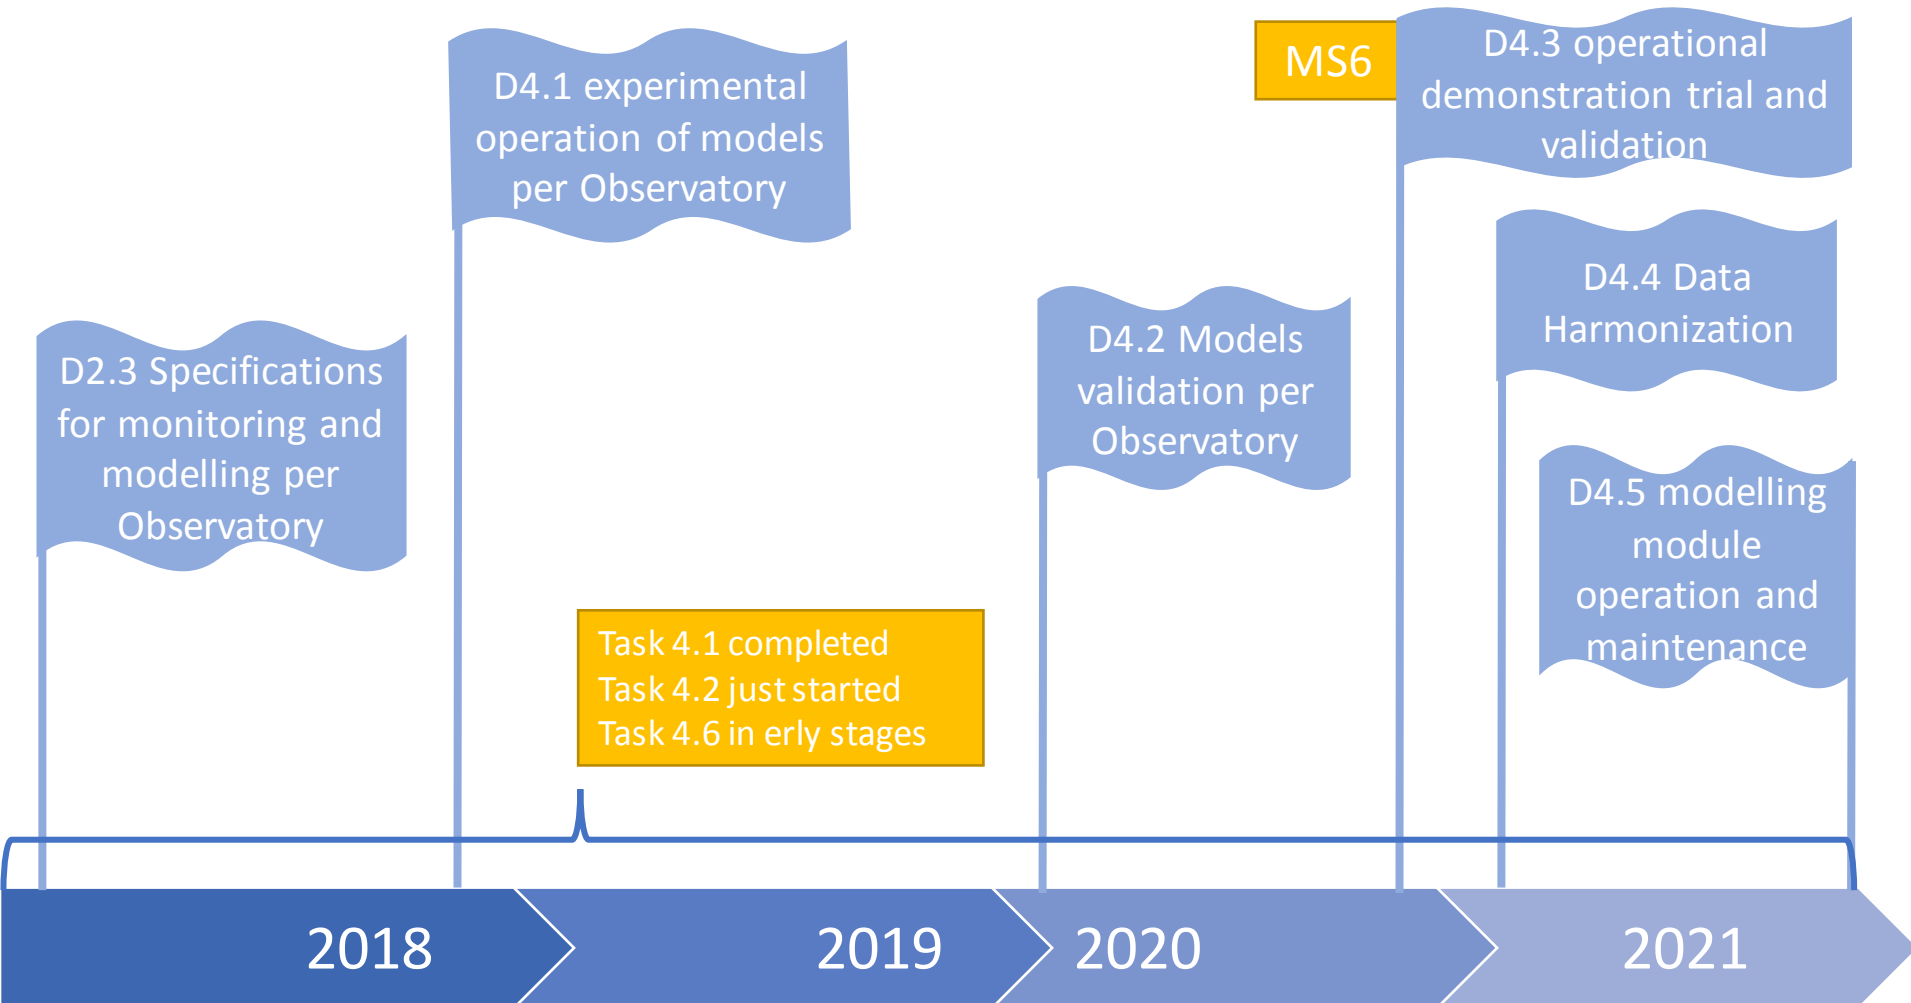 D2.3 Specifications
for monitoring and
modelling per
Observatory
D4.1 experimental
operation of models
per Observatory
Task 4.1 completed
Task 4.2 just started
Task 4.6 in erly stages
D4.2 Models
validation per
Observatory
MS6
D4.3 operational
demonstration trial and
validation
D4.4 Data
Harmonization
D4.5 modelling
module
operation and
maintenance
2018
2019
2020
2021